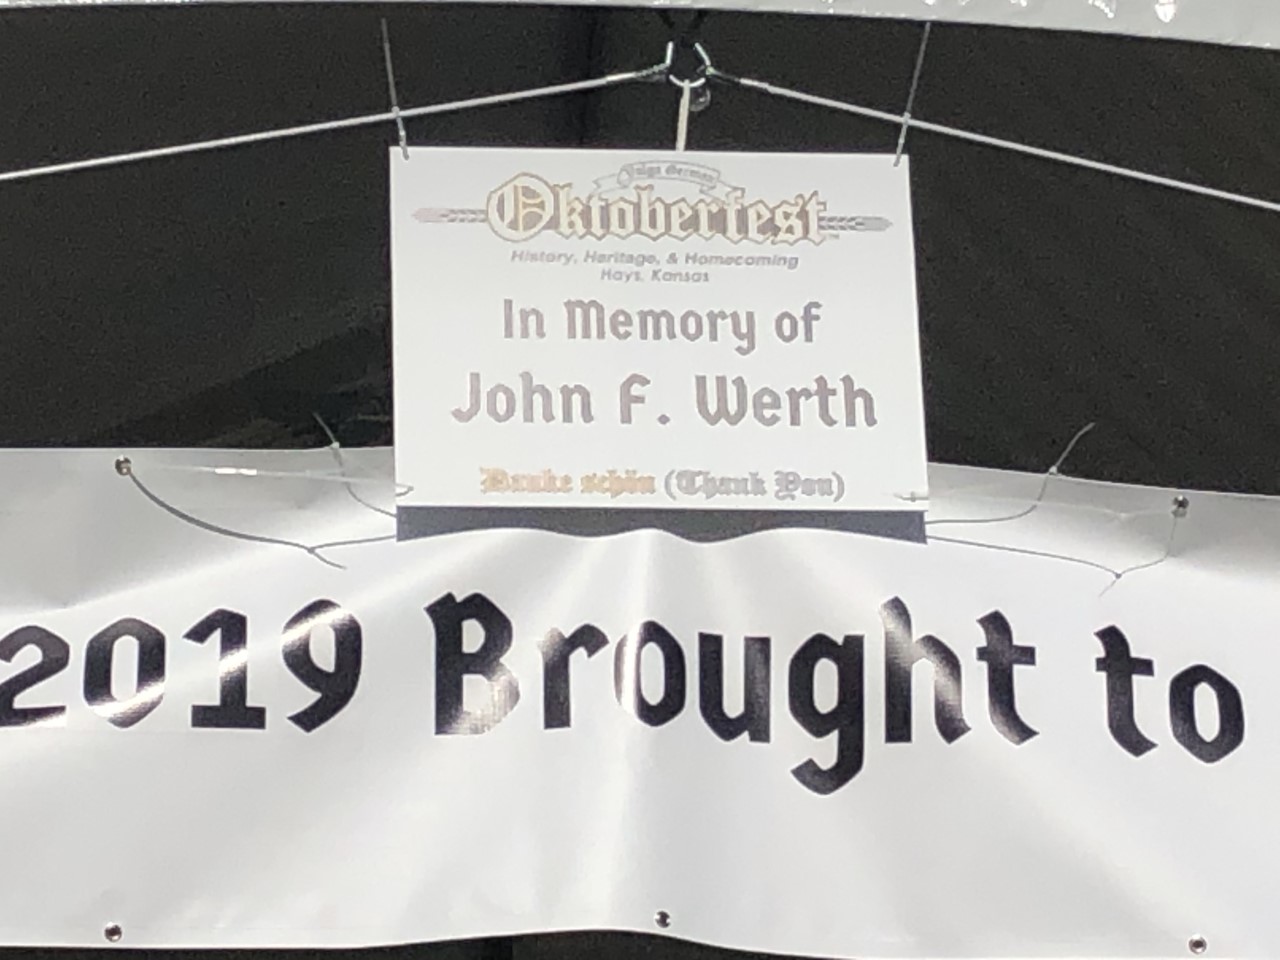 Volga German
Oktoberfest™
History, Heritage, & Homecoming
Hays, Kansas
In Memory of
John F. Werth
Danke schön (Thank You)
2019 Brought to